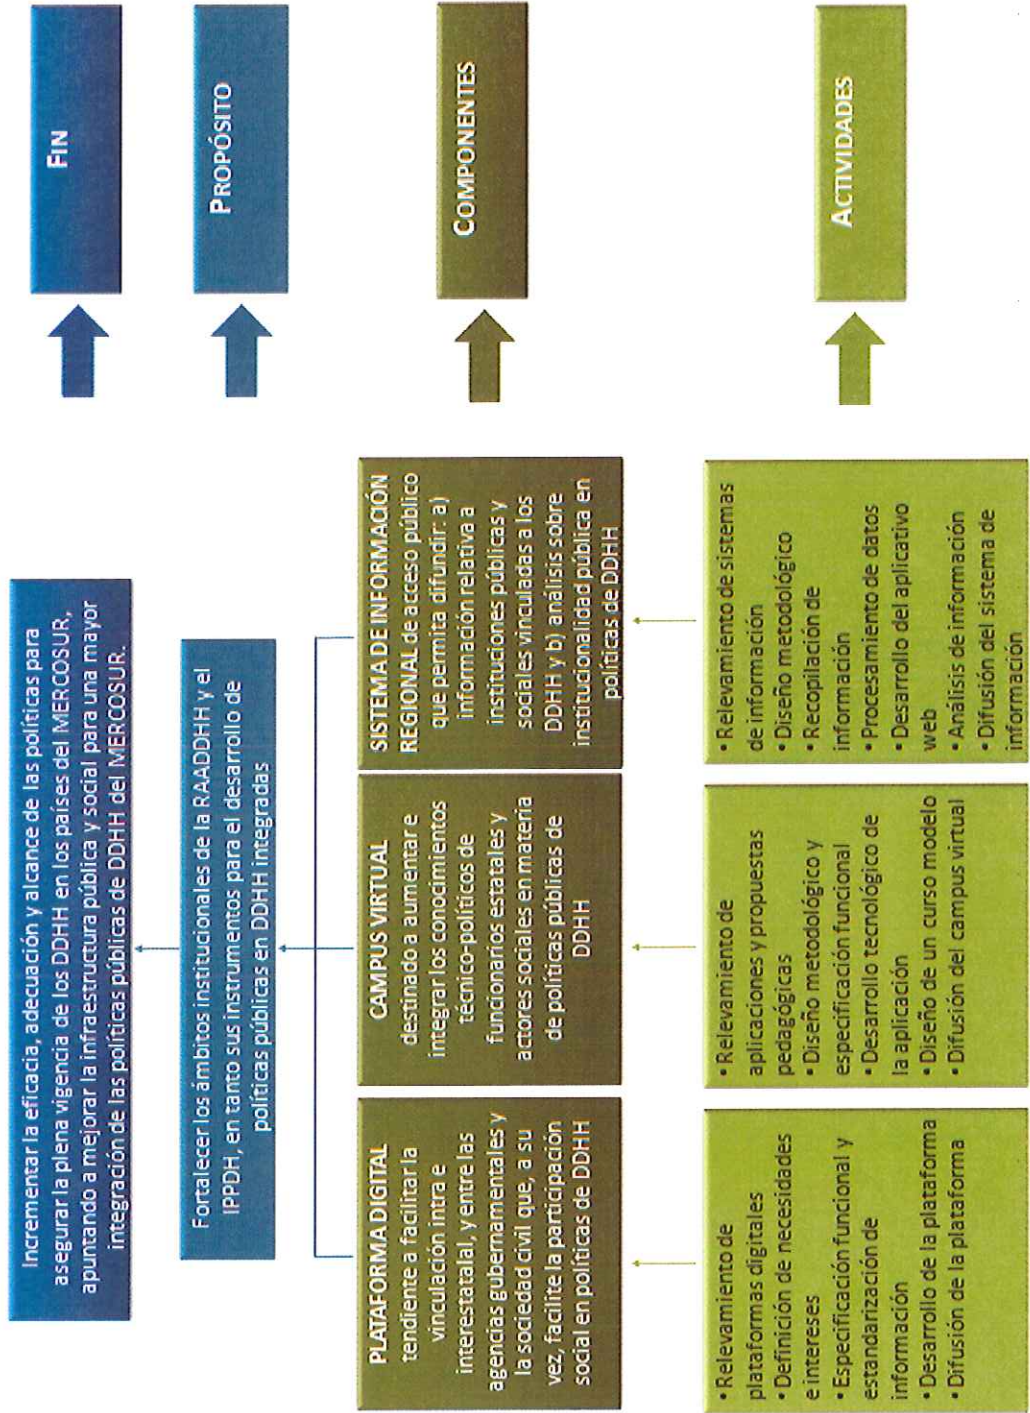 Incrementar la eficacia, adecuación y alcance de las políticas para
asegurar la plena vigencia de los DDHH en los países del MERCOSUR,
apuntando a mejorar la infraestructura pública y social para una mayor
integración de las políticas públicas de DDHH del MERCOSUR.
FIN
Fortalecer los ámbitos institucionales de la RAADDHH y el
IPPDH, en tanto sus instrumentos para el desarrollo de
políticas públicas en DDHH integradas
PROPÓSITO
PLATAFORMA DIGITAL
tendiente a facilitar la
vinculación intra e
interestatal, y entre las
agencias gubernamentales y
la sociedad civil que, a su
vez, facilite la participación
social en políticas de DDHH
CAMPUS VIRTUAL
destinado a aumentar e
integrar los conocimientos
técnico-políticos de
funcionarios estatales y
actores sociales en materia
de políticas públicas de
DDHH
SISTEMA DE INFORMACIÓN
REGIONAL de acceso público
que permita difundir: a)
información relativa a
instituciones públicas y
sociales vinculadas a los
DDHH y b) análisis sobre
institucionalidad pública en
políticas de DDHH
COMPONENTES
• Relevamiento de
plataformas digitales
• Definición de necesidades
e intereses
• Especificación funcional y
estandarización de
información
• Desarrollo de la plataforma
• Difusión de la plataforma
• Relevamiento de
aplicaciones y propuestas
pedagógicas
• Diseño metodológico y
especificación funcional
• Desarrollo tecnológico de
la aplicación
• Diseño de un curso modelo
• Difusión del campus virtual
• Relevamiento de sistemas
de información
• Diseño metodológico
• Recopilación de
información
• Procesamiento de datos
• Desarrollo del aplicativo
web
• Análisis de información
• Difusión del sistema de
información
ACTIVIDADES